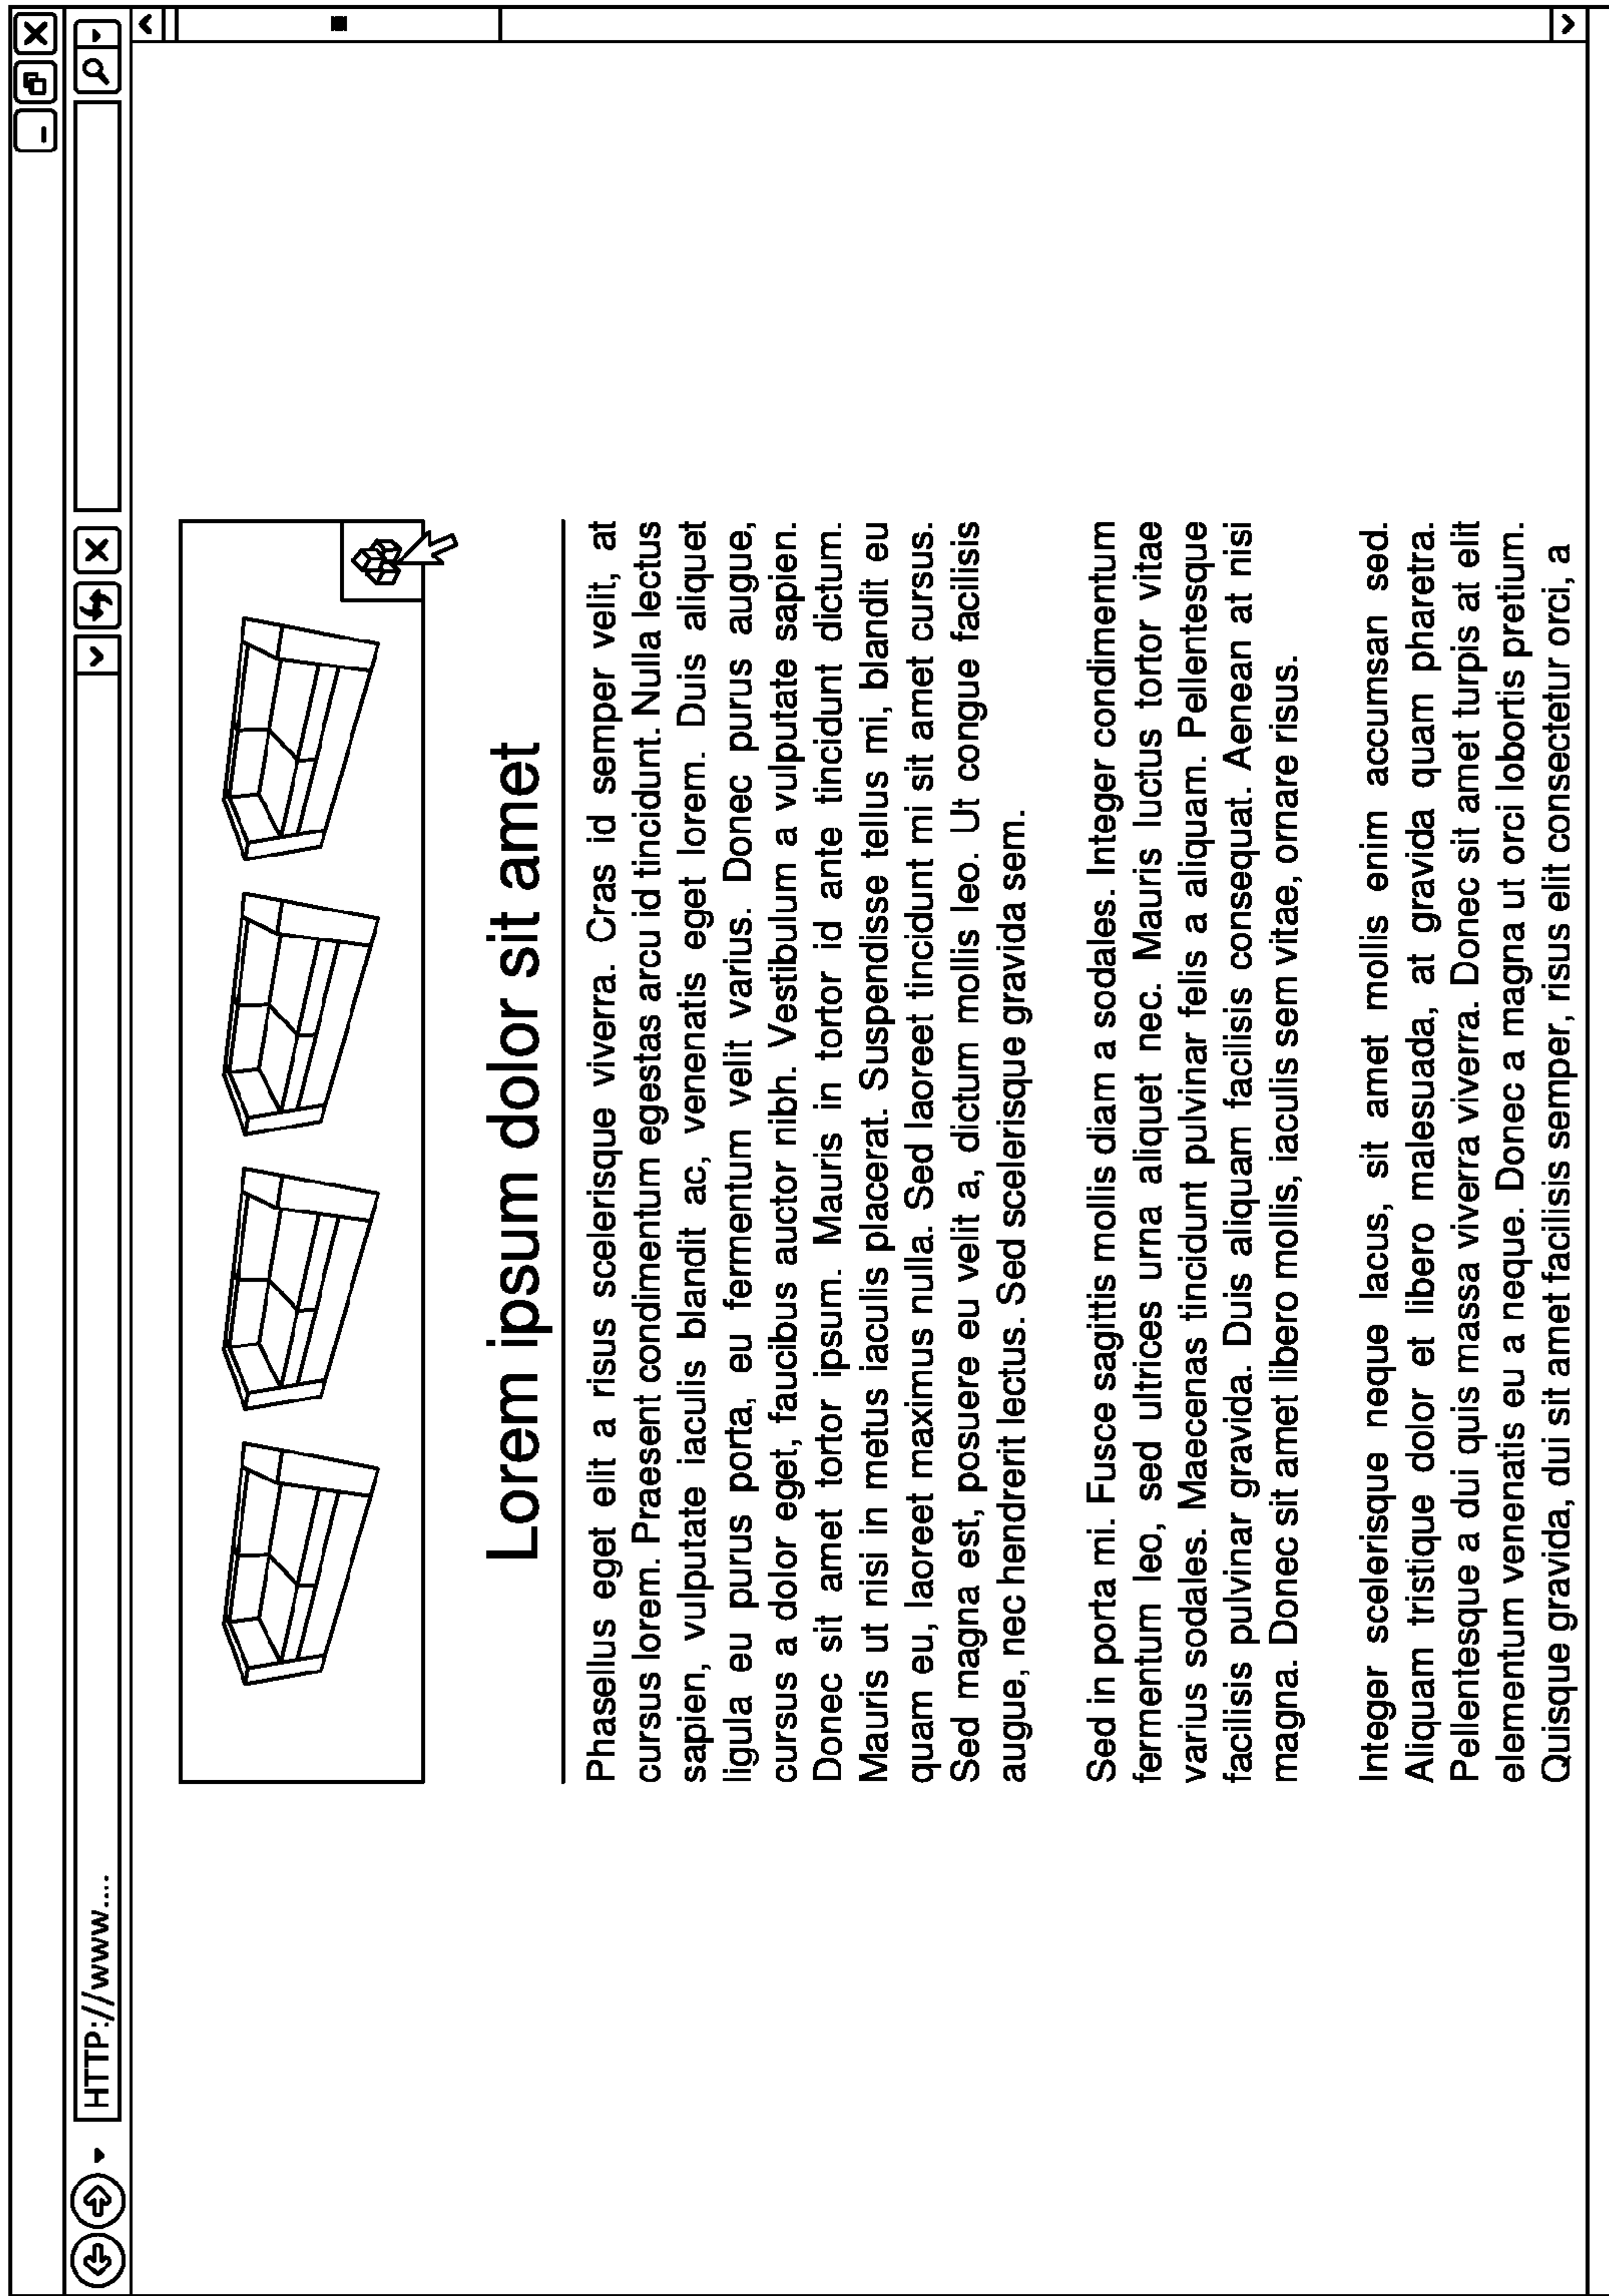 HTTP://www....
Lorem ipsum dolor sit amet
Phasellus eget elit a risus scelerisque viverra. Cras id semper velit, at
cursus lorem. Praesent condimentum egestas arcu id tincidunt. Nulla lectus
sapien, vulputate iaculis blandit ac, venenatis eget lorem. Duis aliquet
ligula eu purus porta, eu fermentum velit varius. Donec purus augue,
cursus a dolor eget, faucibus auctor nibh. Vestibulum a vulputate sapien.
Donec sit amet tortor ipsum. Mauris in tortor id ante tincidunt dictum.
Mauris ut nisi in metus iaculis placerat. Suspendisse tellus mi, blandit eu
quam eu, laoreet maximus nulla. Sed laoreet tincidunt mi sit amet cursus.
Sed magna est, posuere eu velit a, dictum mollis leo. Ut congue facilisis
augue, nec hendrerit lectus. Sed scelerisque gravida sem.
Sed in porta mi. Fusce sagittis mollis diam a sodales. Integer condimentum
fermentum leo, sed ultrices urna aliquet nec. Mauris luctus tortor vitae
varius sodales. Maecenas tincidunt pulvinar felis a aliquam. Pellentesque
facilisis pulvinar gravida. Duis aliquam facilisis consequat. Aenean at nisi
magna. Donec sit amet libero mollis, iaculis sem vitae, ornare risus.
Integer scelerisque neque lacus, sit amet mollis enim accumsan sed.
Aliquam tristique dolor et libero malesuada, at gravida quam pharetra.
Pellentesque a dui quis massa viverra viverra. Donec sit amet turpis at elit
elementum venenatis eu a neque. Donec a magna ut orci lobortis pretium.
Quisque gravida, dui sit amet facilisis semper, risus elit consectetur orci, a